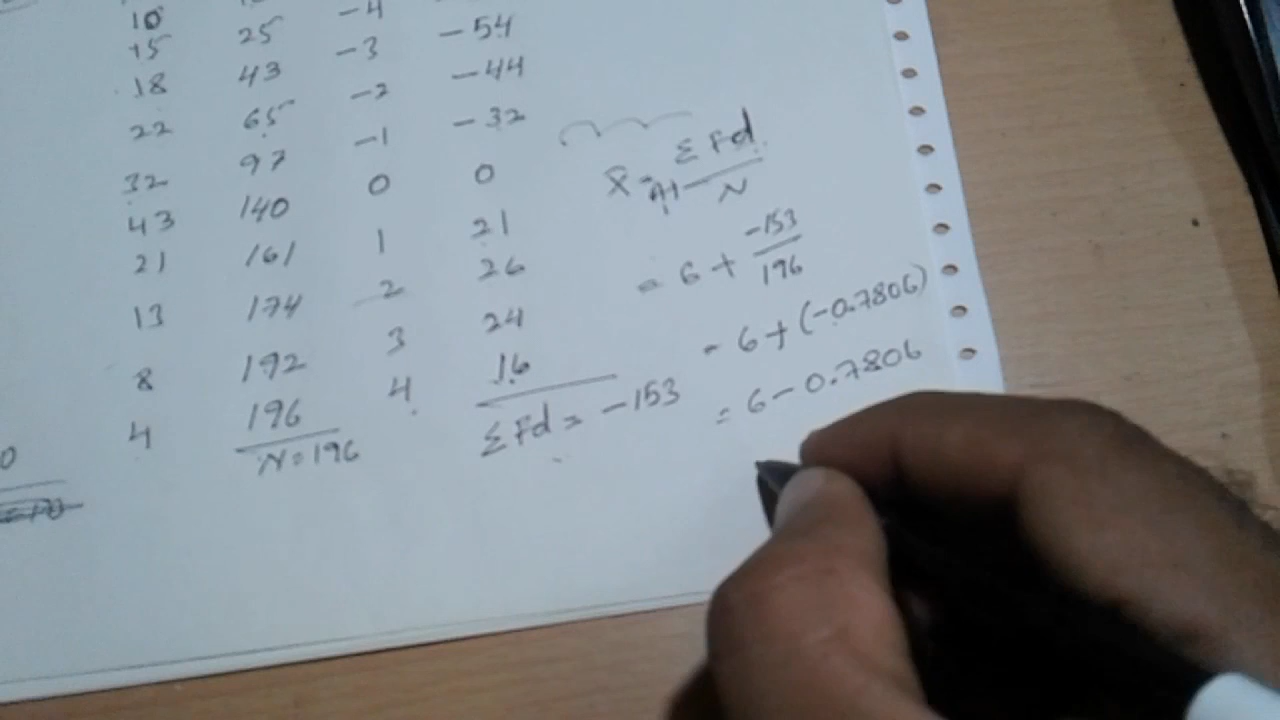 10 -4
15 25 -3 -54
18 43 -2 -44
22 65 -1 -32
32 97 0 0
43 140 1 21
21 161 2 26
13 174 3 24
8 192 4 16
4 196 ΣFd = -153
N = 196
0
ΣFd
N
= 6 + -153/196
= 6 + (-0.7806)
= 6 - 0.7806